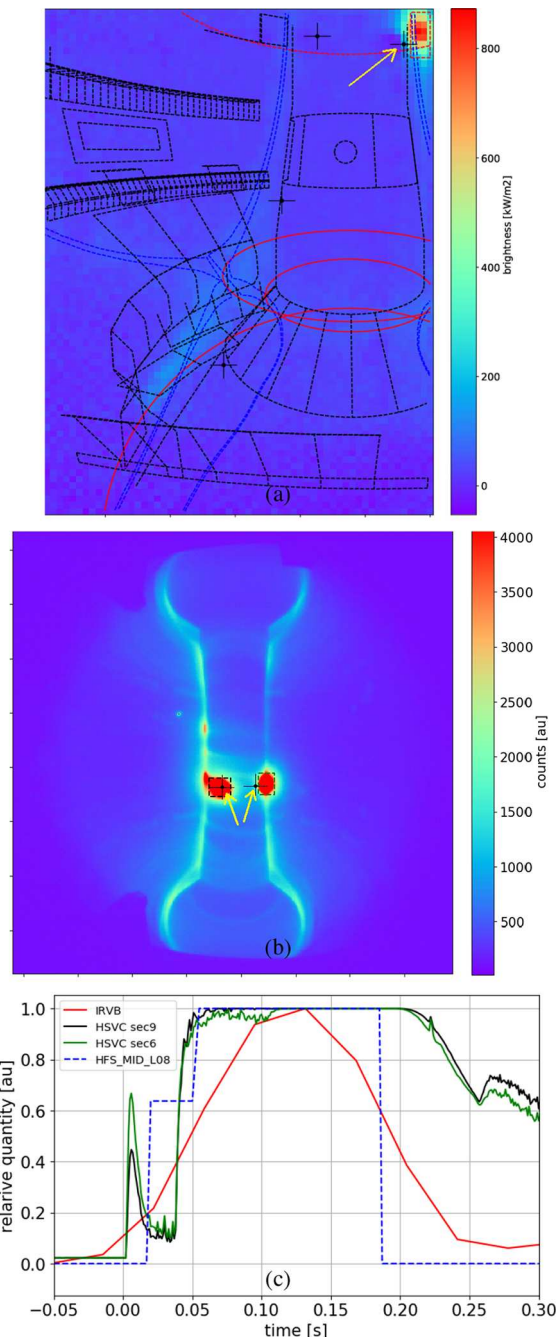 800
600
400
200
0
brightness [kW/m2]
(a)
4000
3500
3000
2500
2000
1500
1000
500
counts [au]
(b)
1.0
0.8
0.6
0.4
0.2
0.0
relarive quantity [au]
IRVB
HSVC sec9
HSVC sec6
HFS_MID_L08
(c)
−0.05 0.00 0.05 0.10 0.15 0.20 0.25 0.30
time [s]